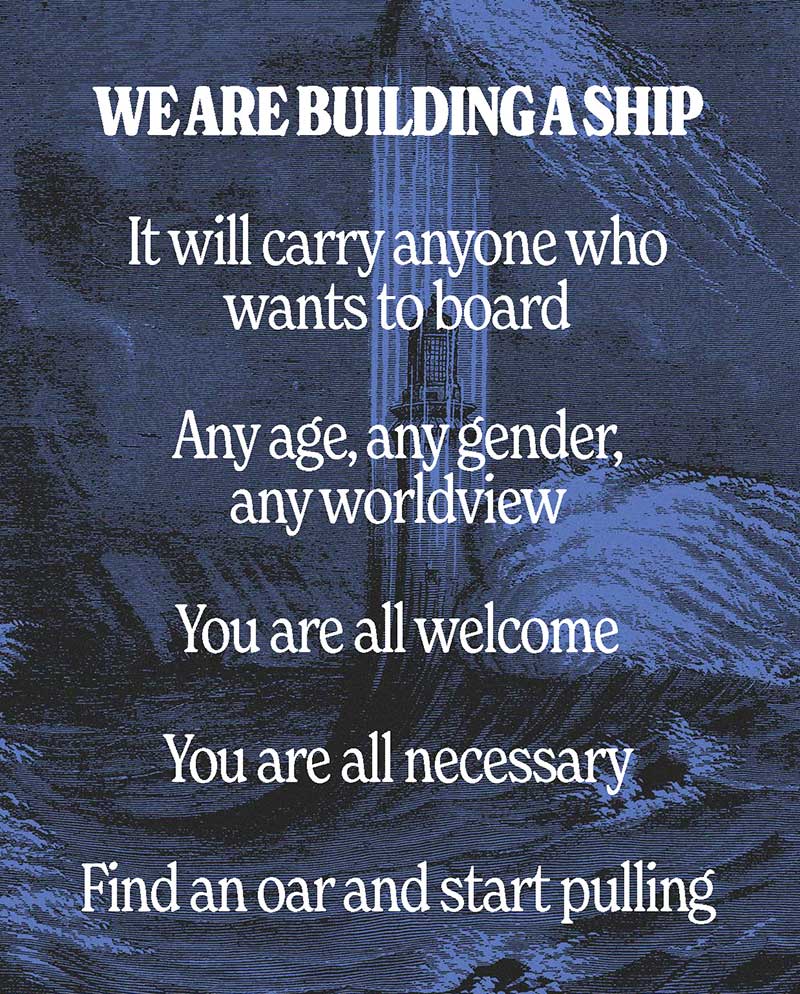 WE ARE BUILDING A SHIP
It will carry anyone who
wants to board
Any age, any gender,
any worldview
You are all welcome
You are all necessary
Find an oar and start pulling